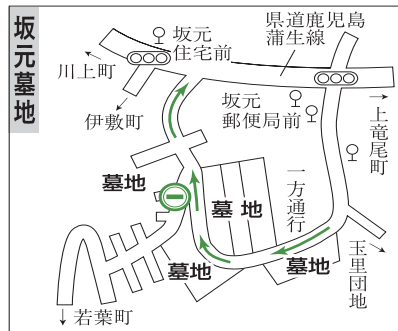 坂元墓地
坂元
住宅前
県道鹿児島
蒲生線
川上町
伊敷町
坂元
郵便局前
上竜尾町
一方通行
墓地
墓地
墓地
墓地
玉里団地
若葉町